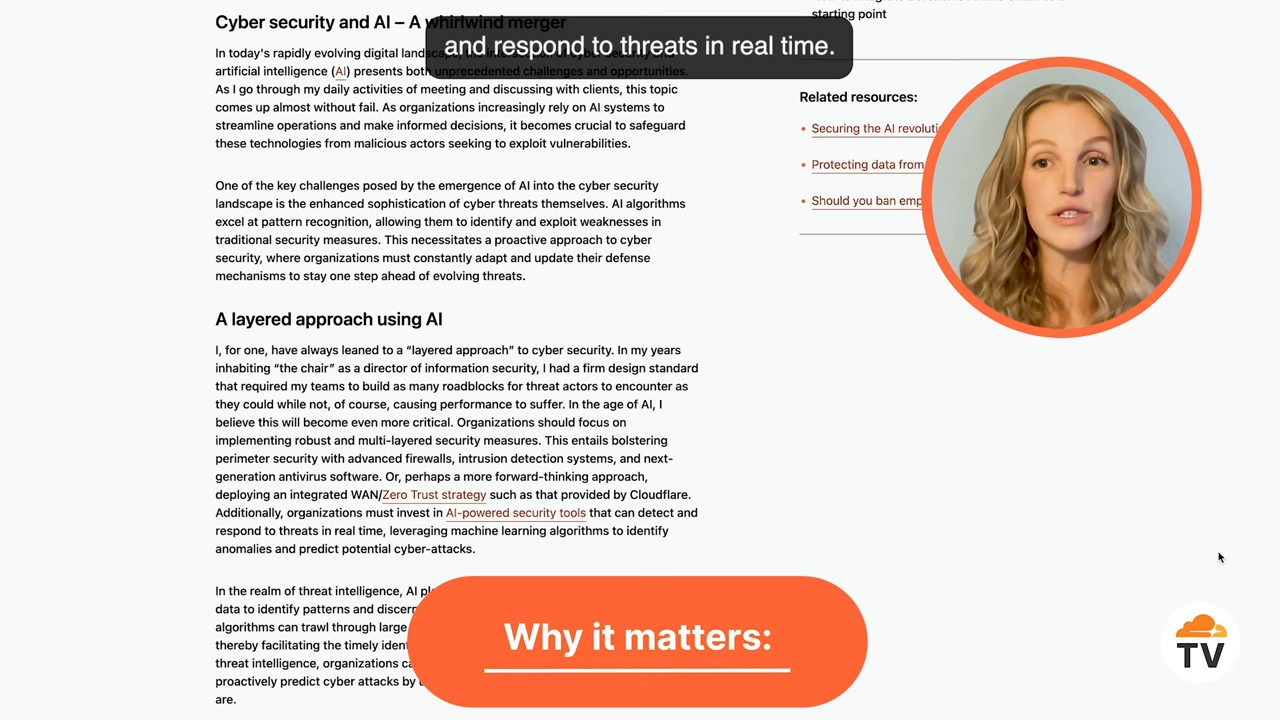 Cyber security and AI – A whirlwind merger
and respond to threats in real time.
In today's rapidly evolving digital landscape, the intersection of cyber security and
artificial intelligence (AI) presents both unprecedented challenges and opportunities.
As I go through my daily activities of meeting and discussing with clients, this topic
comes up almost without fail. As organizations increasingly rely on AI systems to
streamline operations and make informed decisions, it becomes crucial to safeguard
these technologies from malicious actors seeking to exploit vulnerabilities.
One of the key challenges posed by the emergence of AI into the cyber security
landscape is the enhanced sophistication of cyber threats themselves. AI algorithms
excel at pattern recognition, allowing them to identify and exploit weaknesses in
traditional security measures. This necessitates a proactive approach to cyber
security, where organizations must constantly adapt and update their defense
mechanisms to stay one step ahead of evolving threats.
A layered approach using AI
I, for one, have always leaned to a “layered approach” to cyber security. In my years
inhabiting “the chair” as a director of information security, I had a firm design standard
that required my teams to build as many roadblocks for threat actors to encounter as
they could while not, of course, causing performance to suffer. In the age of AI, I
believe this will become even more critical. Organizations should focus on
implementing robust and multi-layered security measures. This entails bolstering
perimeter security with advanced firewalls, intrusion detection systems, and next-
generation antivirus software. Or, perhaps a more forward-thinking approach,
deploying an integrated WAN/Zero Trust strategy such as that provided by Cloudflare.
Additionally, organizations must invest in AI-powered security tools that can detect and
respond to threats in real time, leveraging machine learning algorithms to identify
anomalies and predict potential cyber-attacks.
In the realm of threat intelligence, AI
data to identify patterns and
algorithms can trawl through large
thereby facilitating the timely
threat intelligence, organizations
proactively predict cyber attacks by
are.
starting point
Related resources:
Securing the AI
Protecting data from
Should you ban
Why it matters:
TV